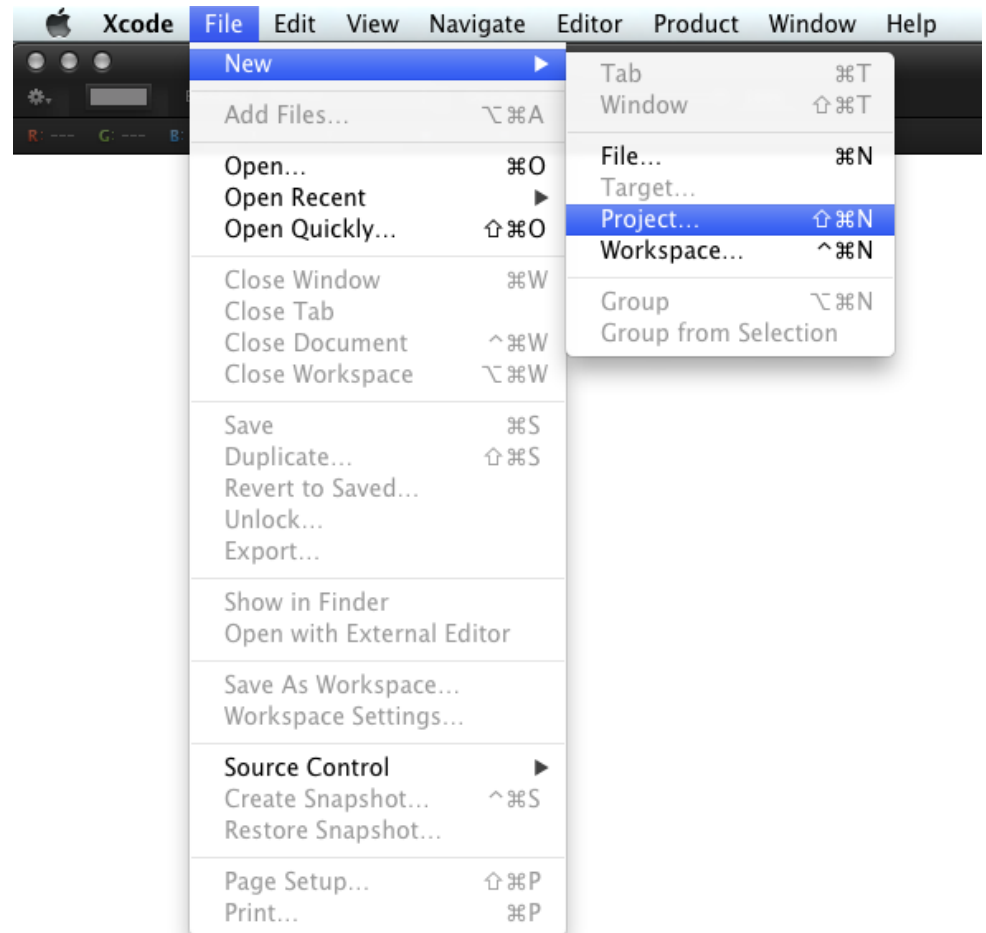 Xcode File Edit View Navigate Editor Product Window Help
New ▶
Add Files... ⌥⌘A
Open... ⌘O
Open Recent ▶
Open Quickly... ⇧⌘O
Close Window ⌘W
Close Tab
Close Document ^⌘W
Close Workspace ⌥⌘W
Save ⌘S
Duplicate... ⇧⌘S
Revert to Saved...
Unlock...
Export...
Show in Finder
Open with External Editor
Save As Workspace...
Workspace Settings...
Source Control ▶
Create Snapshot... ^⌘S
Restore Snapshot...
Page Setup... ⇧⌘P
Print... ⌘P
Tab ⌘T
Window ⇧⌘T
File... ⌘N
Target...
Project... ⇧⌘N
Workspace... ^⌘N
Group ⌥⌘N
Group from Selection
R: --- G: --- B: